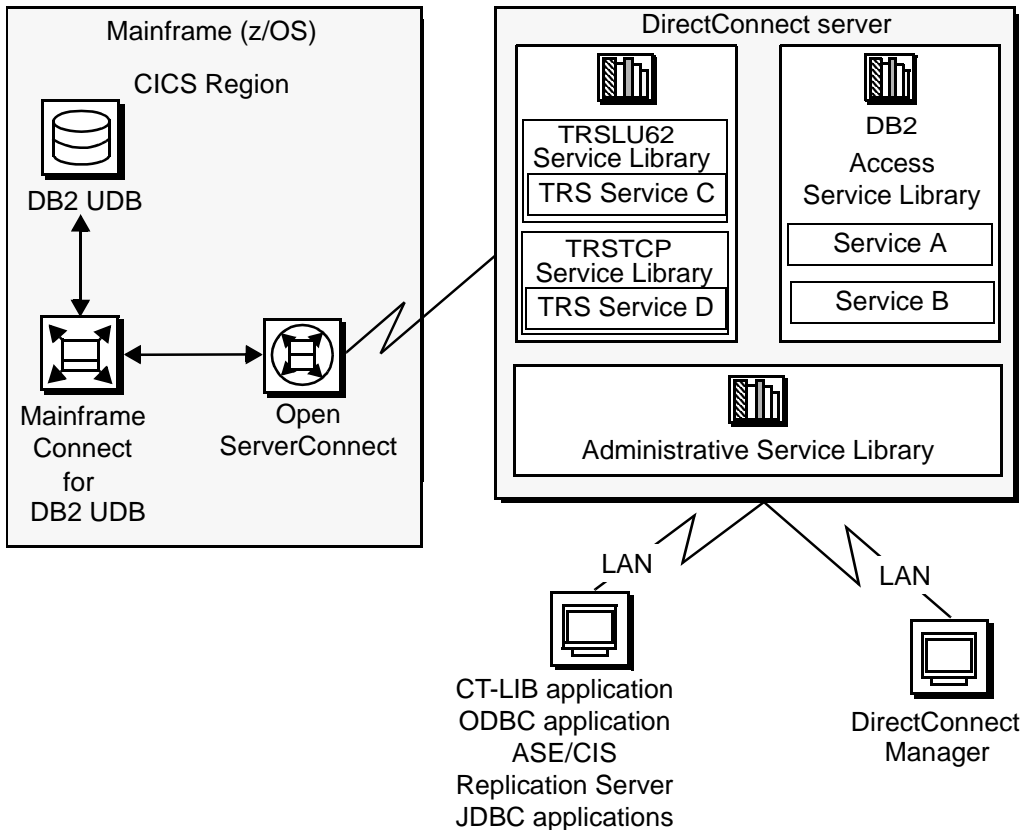 Mainframe (z/OS)
CICS Region
DB2 UDB
Mainframe
Connect
for
DB2 UDB
Open
ServerConnect
DirectConnect server
TRSLU62
Service Library
TRS Service C
TRSTCP
Service Library
TRS Service D
DB2
Access
Service Library
Service A
Service B
Administrative Service Library
LAN
LAN
CT-LIB application
ODBC application
ASE/CIS
Replication Server
JDBC applications
DirectConnect
Manager